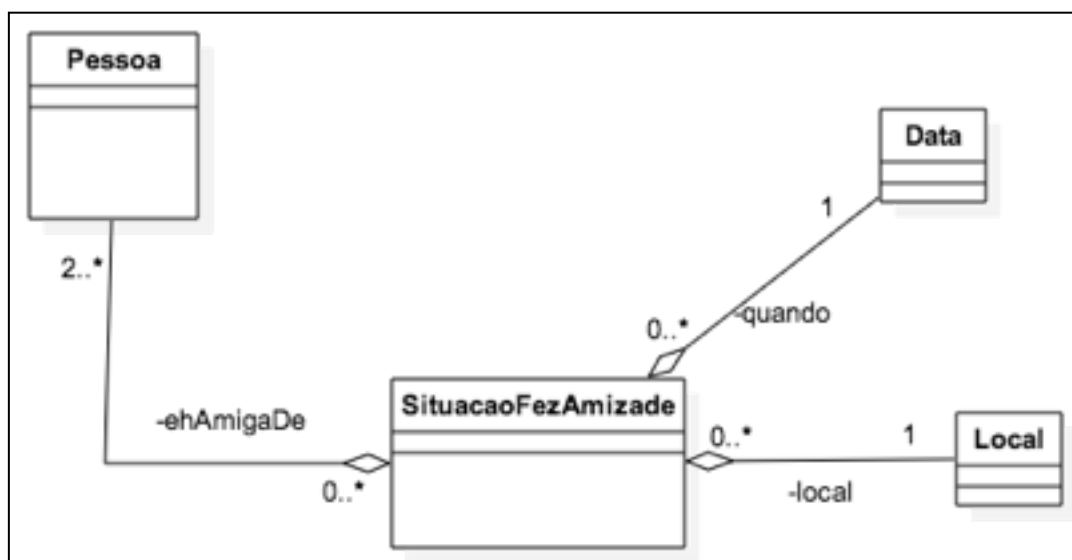 Pessoa
Data
1
2..*
-quando
0..*
SituacaoFezAmizade
-ehAmigaDe
0..*
1
Local
0..*
-local